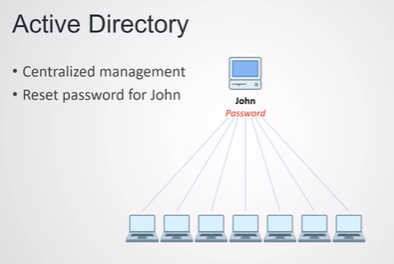 Active Directory
• Centralized management
• Reset password for John
John
Password